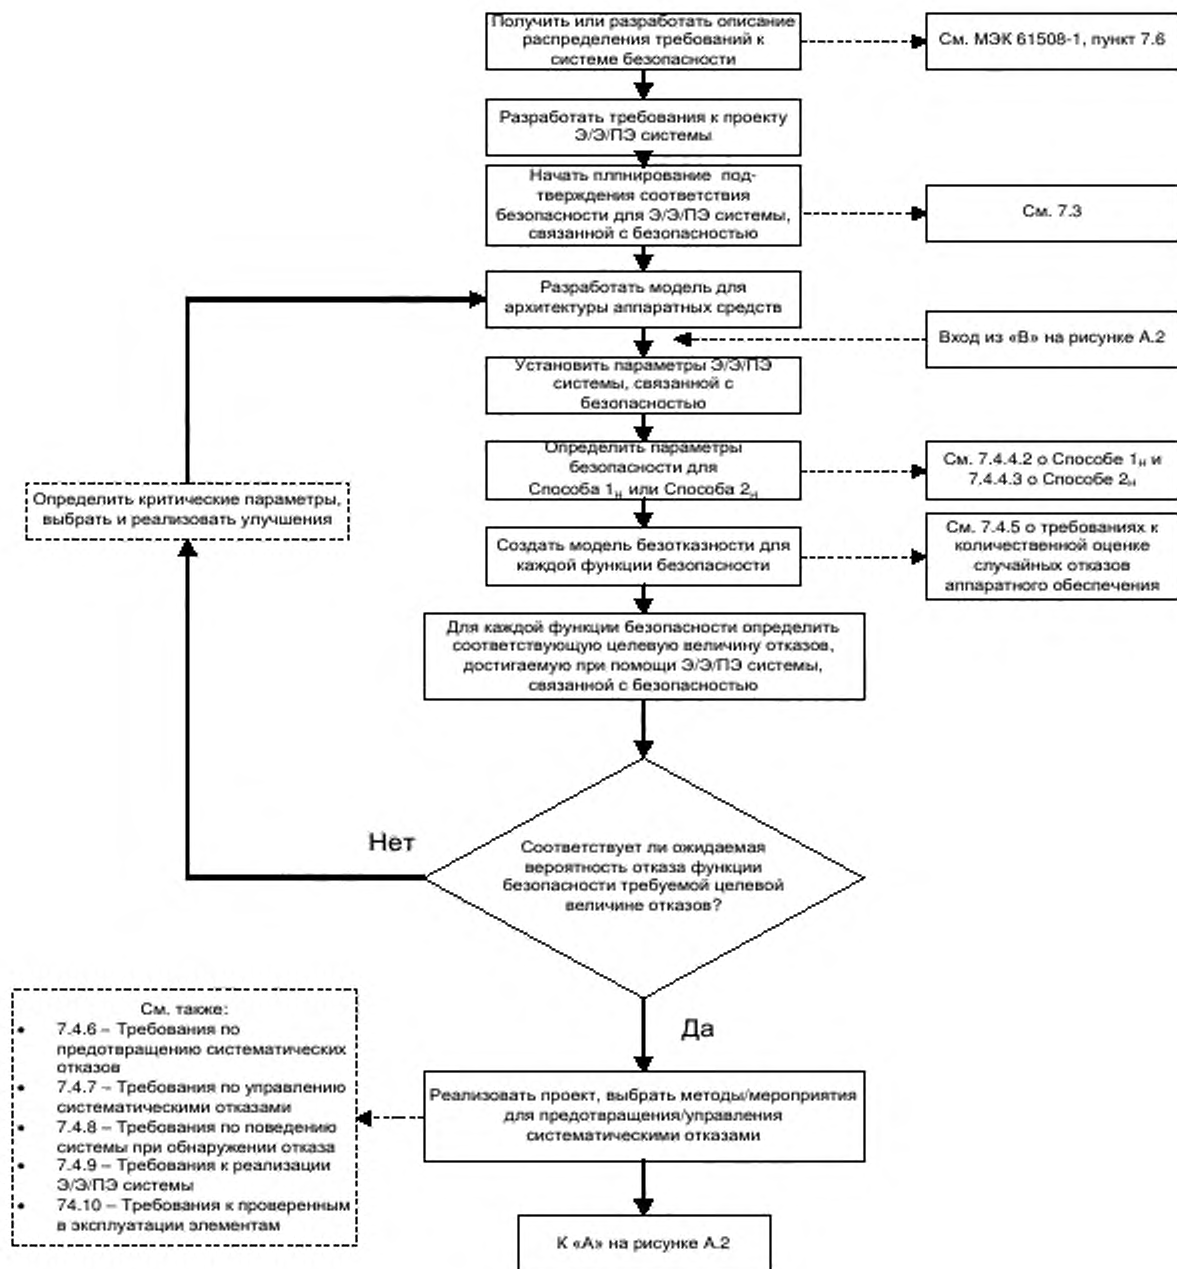 Получить или разработать описание
распределения требований к
системе безопасности
См. МЭК 61508-1, пункт 7.6
Разработать требования к проекту
Э/Э/ПЭ системы
Начать плпнирование под-
тверждения соответствия
безопасности для Э/Э/ПЭ системы,
связанной с безопасностью
См. 7.3
Разработать модель для
архитектуры аппаратных средств
Вход из «В» на рисунке А.2
Установить параметры Э/Э/ПЭ
системы, связанной с
безопасностью
Определить параметры
безопасности для
Способа 1н или Способа 2н
См. 7.4.4.2 о Способе 1н и
7.4.4.3 о Способе 2н
Определить критические параметры,
выбрать и реализовать улучшения
Создать модель безотказности для
каждой функции безопасности
См. 7.4.5 о требованиях к
количественной оценке
случайных отказов
аппаратного обеспечения
Для каждой функции безопасности определить
соответствующую целевую величину отказов,
достигаемую при помощи Э/Э/ПЭ системы,
связанной с безопасностью
Нет
Соответствует ли ожидаемая
вероятность отказа функции
безопасности требуемой целевой
величине отказов?
Да
См. также:
• 7.4.6 – Требования по
предотвращению систематических
отказов
• 7.4.7 – Требования по управлению
систематическими отказами
• 7.4.8 – Требования по поведению
системы при обнаружении отказа
• 7.4.9 – Требования к реализации
Э/Э/ПЭ системы
• 74.10 – Требования к проверенным
в эксплуатации элементам
Реализовать проект, выбрать методы/мероприятия
для предотвращения/управления
систематическими отказами
К «А» на рисунке А.2